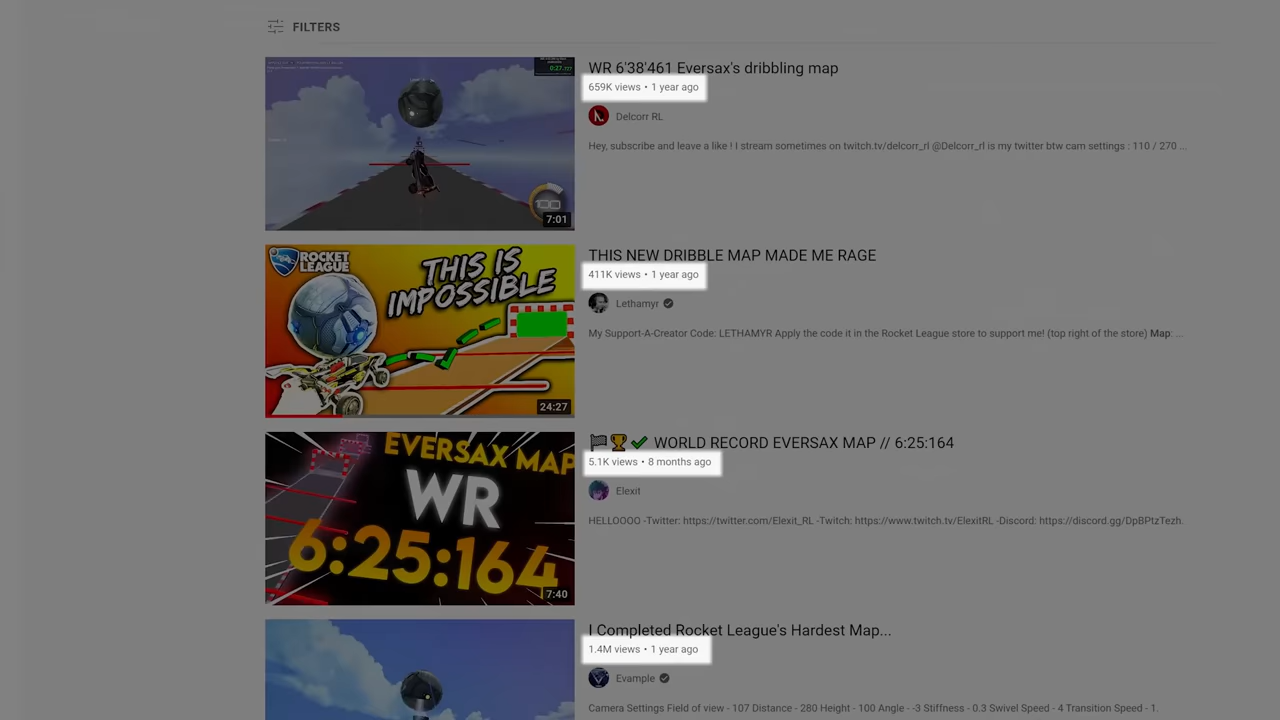 FILTERS
WR 6'38'461 Eversax's dribbling map
659K views • 1 year ago
Delcorr RL
Hey, subscribe and leave a like ! I stream sometimes on twitch.tv/delcorr_rl @Delcorr_rl is my twitter btw cam settings : 110 / 270 ...
0:27.727
100
7:01
ROCKET
LEAGUE
THIS IS
IMPOSSIBLE
24:27
THIS NEW DRIBBLE MAP MADE ME RAGE
411K views • 1 year ago
Lethamyr
My Support-A-Creator Code: LETHAMYR Apply the code it in the Rocket League store to support me! (top right of the store) Map: ...
EVERSAX MAP
WR
6:25:164
7:40
WORLD RECORD EVERSAX MAP // 6:25:164
5.1K views • 8 months ago
Elexit
HELLOOOO -Twitter: https://twitter.com/Elexit_RL -Twitch: https://www.twitch.tv/ElexitRL -Discord: https://discord.gg/DpBPtzTezh.
I Completed Rocket League's Hardest Map...
1.4M views • 1 year ago
Evample
Camera Settings Field of view - 107 Distance - 280 Height - 100 Angle - -3 Stiffness - 0.3 Swivel Speed - 4 Transition Speed - 1.